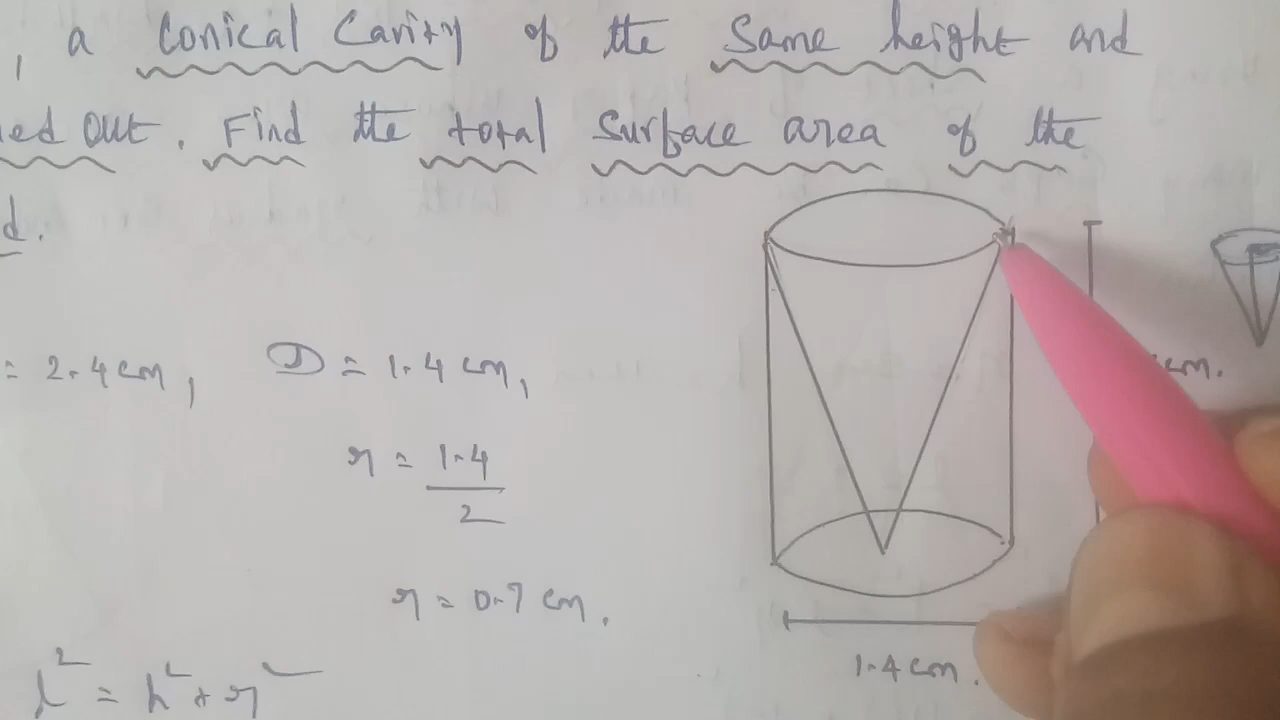 , a Conical Cavity of the Same height and
ed out. Find the total Surface area of the
d.
= 2.4 cm, D = 1.4 cm,
r = 1.4
2
r = 0.7 cm.
cm.
1.4 cm.
l² = h² + r²